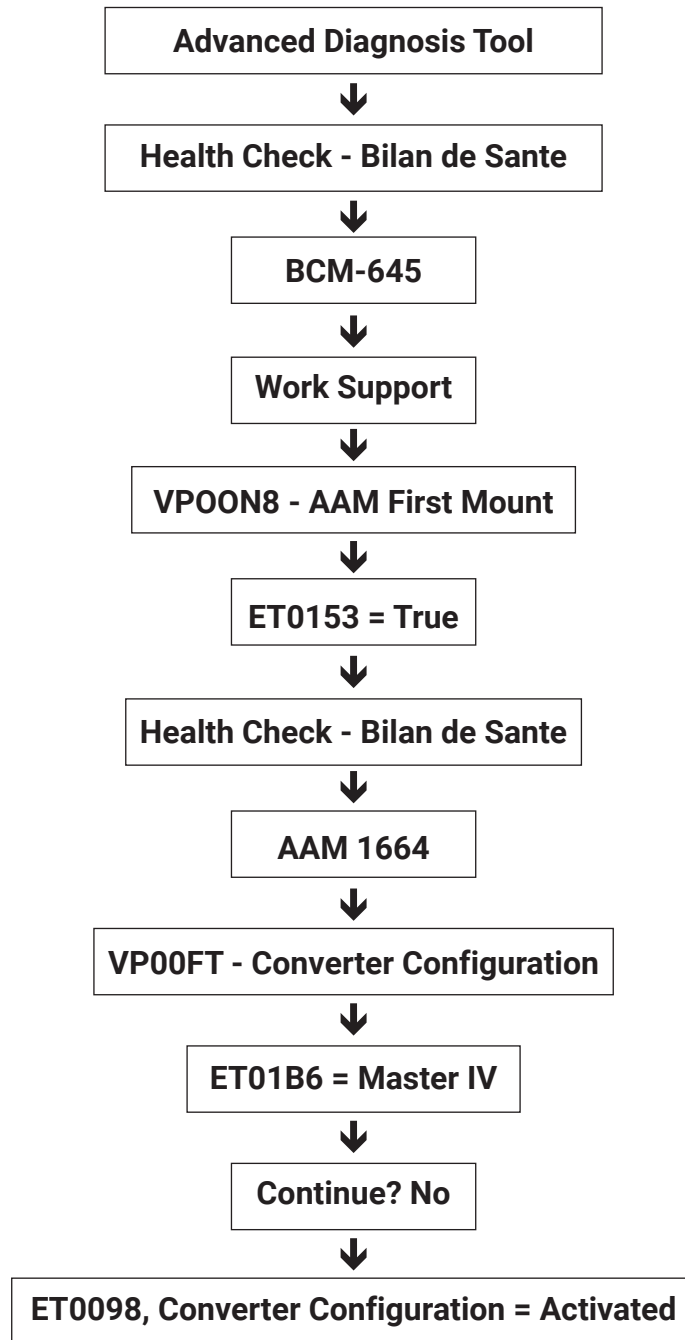 Advanced Diagnosis Tool
Health Check - Bilan de Sante
BCM-645
Work Support
VPOON8 - AAM First Mount
ET0153 = True
Health Check - Bilan de Sante
AAM 1664
VP00FT - Converter Configuration
ET01B6 = Master IV
Continue? No
ET0098, Converter Configuration = Activated